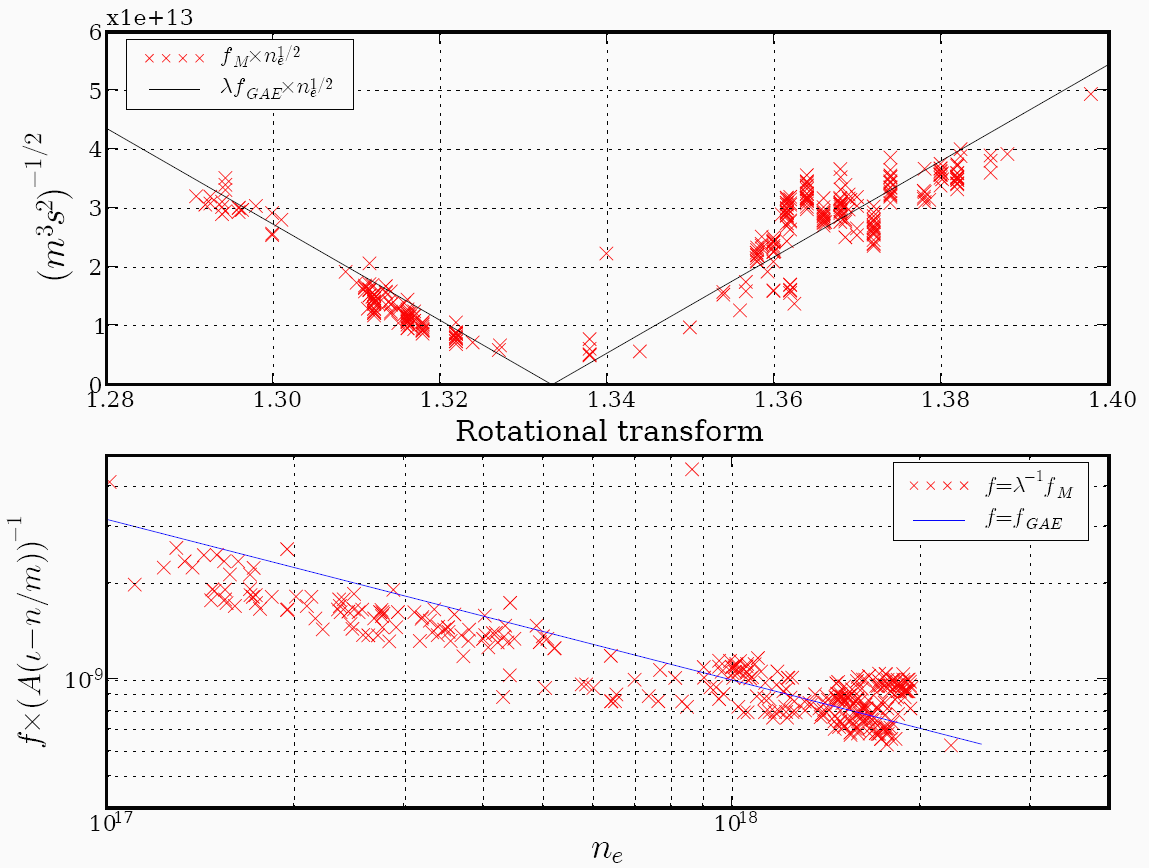 x1e+13
6
5
4
3
2
1
0
(m³s²)^−1/2
f_M×n_e^1/2
λf_GAE×n_e^1/2
1.28 1.30 1.32 1.34 1.36 1.38 1.40
Rotational transform
f×(A(ι−n/m))^−1
10^-9
f=λ^−1 f_M
f=f_GAE
10^17 10^18
n_e